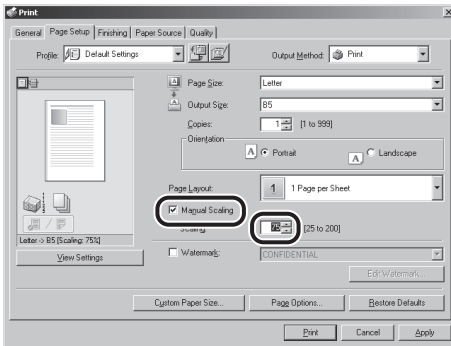 Print
General Page Setup Finishing Paper Source Quality
Profile: Default Settings Output Method: Print
Page Size: Letter
Output Size: B5
Copies: 1 [1 to 999]
Orientation
A Portrait A Landscape
Page Layout: 1 1 Page per Sheet
Manual Scaling
Scaling: 75 [25 to 200]
Letter -> B5 [Scaling: 75%]
View Settings
Watermark: CONFIDENTIAL
Edit Watermark...
Custom Paper Size... Page Options... Restore Defaults
Print Cancel Apply